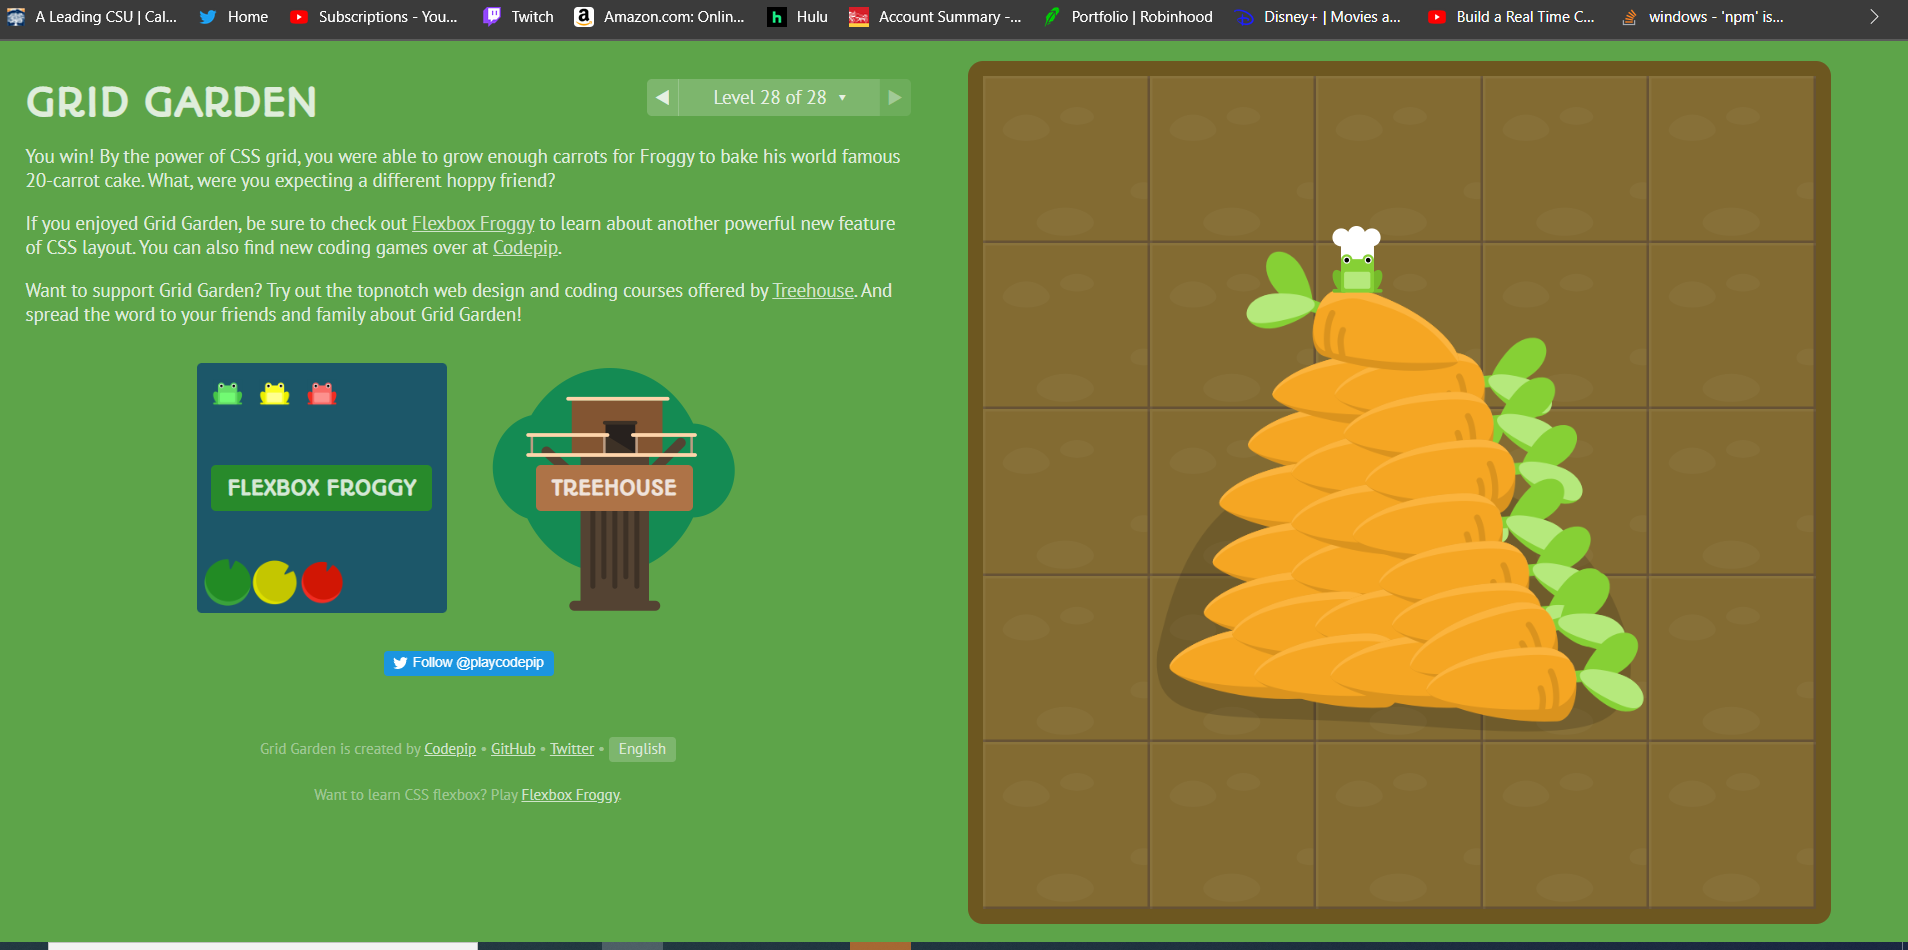 A Leading CSU | Cal...
Home
Subscriptions - You...
Twitch
Amazon.com: Onlin...
Hulu
Account Summary -...
Portfolio | Robinhood
Disney+ | Movies a...
Build a Real Time C...
windows - 'npm' is...
GRID GARDEN
Level 28 of 28
You win! By the power of CSS grid, you were able to grow enough carrots for Froggy to bake his world famous
20-carrot cake. What, were you expecting a different hoppy friend?
If you enjoyed Grid Garden, be sure to check out Flexbox Froggy to learn about another powerful new feature
of CSS layout. You can also find new coding games over at Codepip.
Want to support Grid Garden? Try out the topnotch web design and coding courses offered by Treehouse. And
spread the word to your friends and family about Grid Garden!
FLEXBOX FROGGY
TREEHOUSE
Follow @playcodepip
Grid Garden is created by Codepip • GitHub • Twitter • English
Want to learn CSS flexbox? Play Flexbox Froggy.